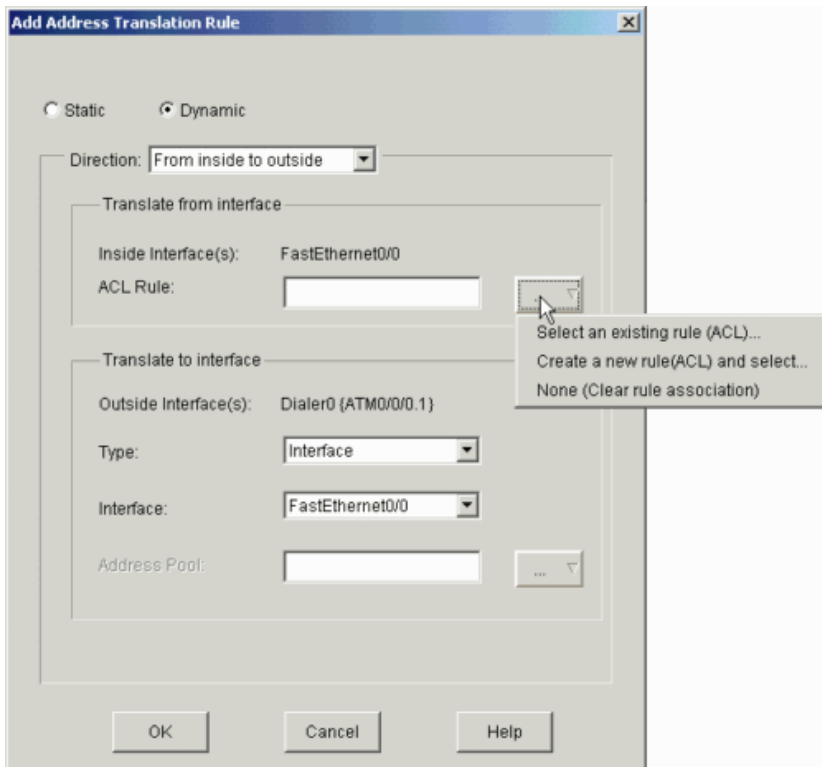 Add Address Translation Rule
Static Dynamic
Direction: From inside to outside
Translate from interface
Inside Interface(s): FastEthernet0/0
ACL Rule:
...
Select an existing rule (ACL)...
Create a new rule(ACL) and select...
None (Clear rule association)
Translate to interface
Outside Interface(s): Dialer0 {ATM0/0/0.1}
Type: Interface
Interface: FastEthernet0/0
Address Pool: ...
OK Cancel Help